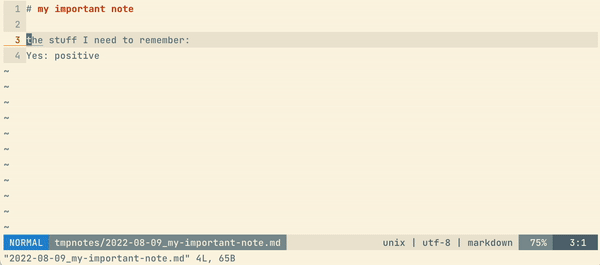 1 # my important note
2
3 the stuff I need to remember:
4 Yes: positive
~
~
~
~
~
~
~
~
~
~
~
NORMAL tmpnotes/2022-08-09_my-important-note.md unix | utf-8 | markdown 75% 3:1
"2022-08-09_my-important-note.md" 4L, 65B